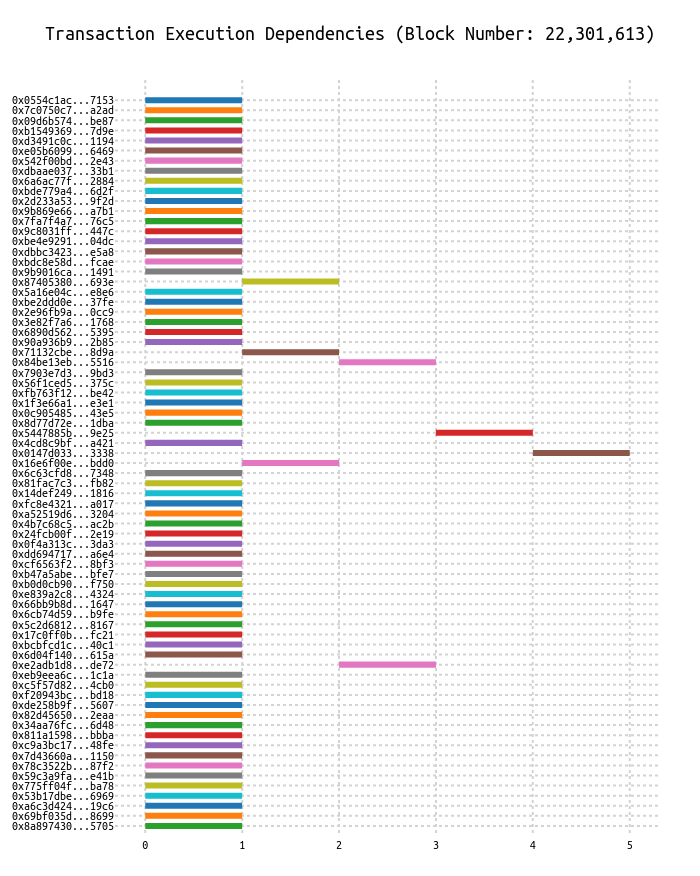 Transaction Execution Dependencies (Block Number: 22,301,613)
0x0554c1ac...7153
0x7c0750c7...a2ad
0x09d6b574...be87
0xb1549369...7d9e
0xd3491c0c...1194
0xe05b6099...6469
0x542f00bd...2e43
0xdbaae037...33b1
0x6a6ac77f...2884
0xbde779a4...6d2f
0x2d233a53...9f2d
0x9b869e66...a7b1
0x7fa7f4a7...76c5
0x9c8031ff...447c
0xbe4e9291...04dc
0xdbbc3423...e5a8
0xbdc8e58d...fcae
0x9b9016ca...1491
0x87405380...693e
0x5a16e04c...e8e6
0xbe2ddd0e...37fe
0x2e96fb9a...0cc9
0x3e82f7a6...1768
0x6890d562...5395
0x90a936b9...2b85
0x71132cbe...8d9a
0x84be13eb...5516
0x7903e7d3...9bd3
0x56f1ced5...375c
0xfb763f12...be42
0x1f3e66a1...e3e1
0x0c905485...43e5
0x8d77d72e...1dba
0x5447885b...9e25
0x4cd8c9bf...a421
0x0147d033...3338
0x16e6f00e...bdd0
0x6c63cfd8...7348
0x81fac7c3...fb82
0x14def249...1816
0xfc8e4321...a017
0xa52519d6...3204
0x4b7c68c5...ac2b
0x24fcb00f...2e19
0x0f4a313c...3da3
0xdd694717...a6e4
0xcf6563f2...8bf3
0xb47a5abe...bfe7
0xb0d0cb90...f750
0xe839a2c8...4324
0x66bb9b8d...1647
0x6cb74d59...b9fe
0x5c2d6812...8167
0x17c0ff0b...fc21
0xbcbfcd1c...40c1
0x6d04f140...615a
0xe2adb1d8...de72
0xeb9eea6c...1c1a
0xc5f57d82...4cb0
0xf20943bc...bd18
0xde258b9f...5607
0x82d45650...2eaa
0x34aa76fc...6d48
0x811a1598...bbba
0xc9a3bc17...48fe
0x7d43660a...1150
0x78c3522b...87f2
0x59c3a9fa...e41b
0x775ff04f...ba78
0x53b17dbe...6969
0xa6c3d424...19c6
0x69bf035d...8699
0x8a897430...5705
0 1 2 3 4 5